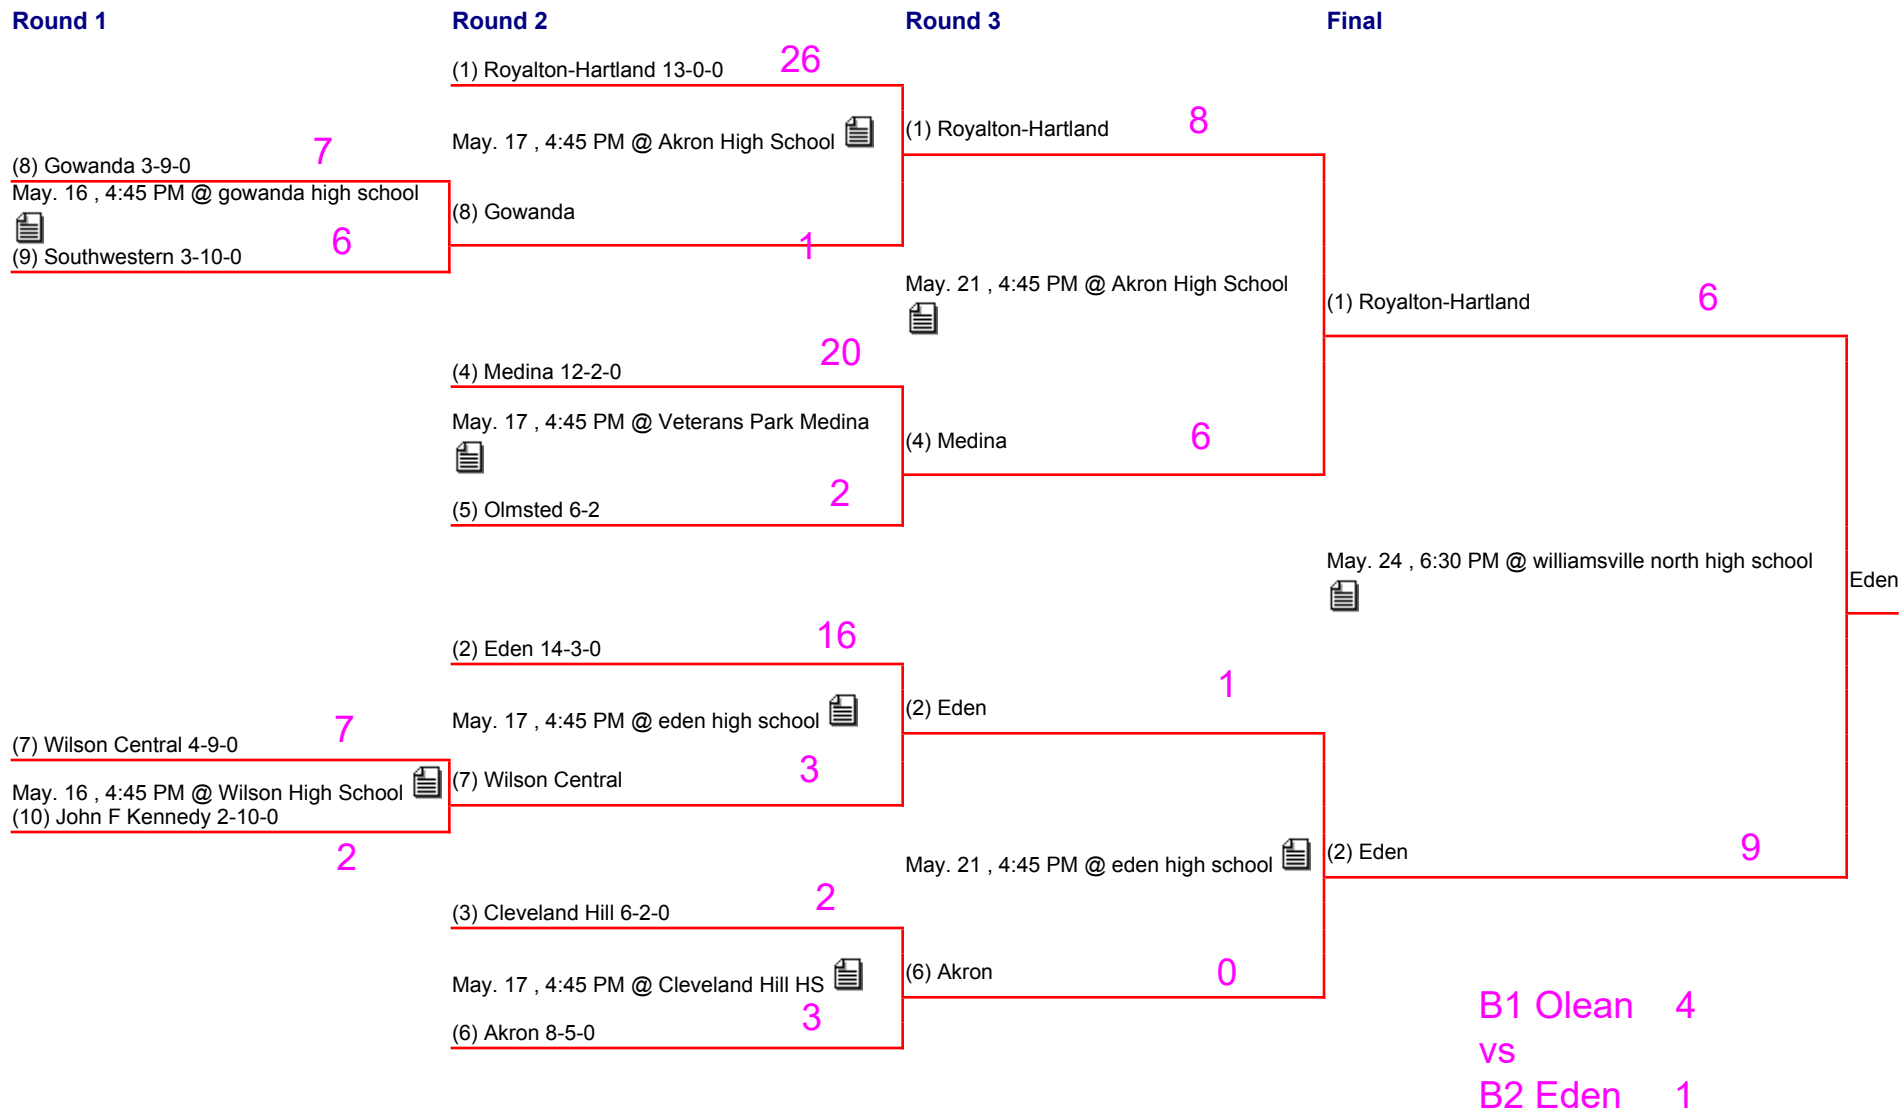 Round 1
Round 2
Round 3
Final
(8) Gowanda 3-9-0
7
May. 16 , 4:45 PM @ gowanda high school
(9) Southwestern 3-10-0
6
(7) Wilson Central 4-9-0
7
May. 16 , 4:45 PM @ Wilson High School
(10) John F Kennedy 2-10-0
2
(1) Royalton-Hartland 13-0-0
26
May. 17 , 4:45 PM @ Akron High School
(8) Gowanda
1
(4) Medina 12-2-0
20
May. 17 , 4:45 PM @ Veterans Park Medina
(5) Olmsted 6-2
2
(2) Eden 14-3-0
16
May. 17 , 4:45 PM @ eden high school
(7) Wilson Central
3
(3) Cleveland Hill 6-2-0
2
May. 17 , 4:45 PM @ Cleveland Hill HS
(6) Akron 8-5-0
3
(1) Royalton-Hartland
8
May. 21 , 4:45 PM @ Akron High School
(4) Medina
6
(2) Eden
1
May. 21 , 4:45 PM @ eden high school
(6) Akron
0
(1) Royalton-Hartland
6
May. 24 , 6:30 PM @ williamsville north high school
(2) Eden
9
Eden
B1 Olean 4
vs
B2 Eden 1